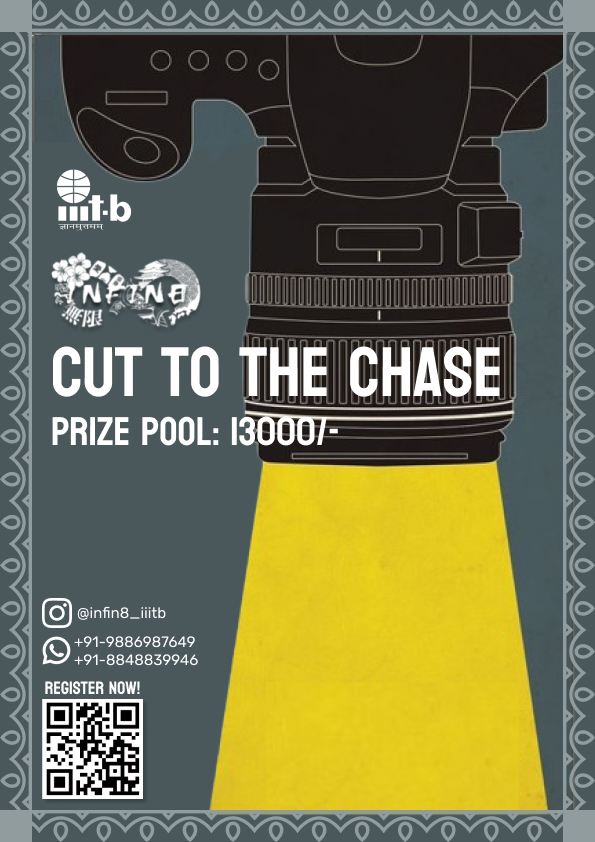 iiit-b
ज्ञानमुत्तमम्
INFIN8
CUT TO THE CHASE
PRIZE POOL: 13000/-
@infin8_iiitb
+91-9886987649
+91-8848839946
REGISTER NOW!